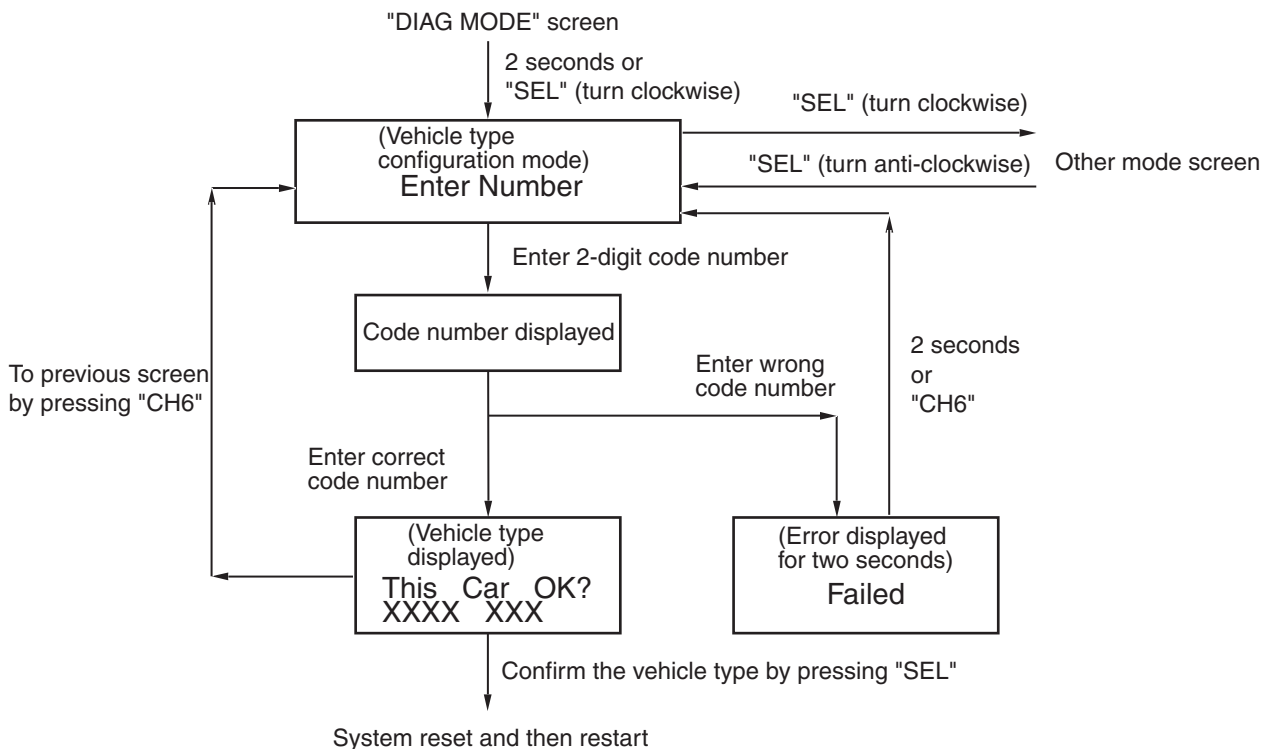 "DIAG MODE" screen
2 seconds or
"SEL" (turn clockwise)
"SEL" (turn clockwise)
(Vehicle type
configuration mode)
Enter Number
"SEL" (turn anti-clockwise)
Other mode screen
Enter 2-digit code number
Code number displayed
To previous screen
by pressing "CH6"
Enter wrong
code number
2 seconds
or
"CH6"
Enter correct
code number
(Vehicle type
displayed)
This Car OK?
XXXX XXX
(Error displayed
for two seconds)
Failed
Confirm the vehicle type by pressing "SEL"
System reset and then restart